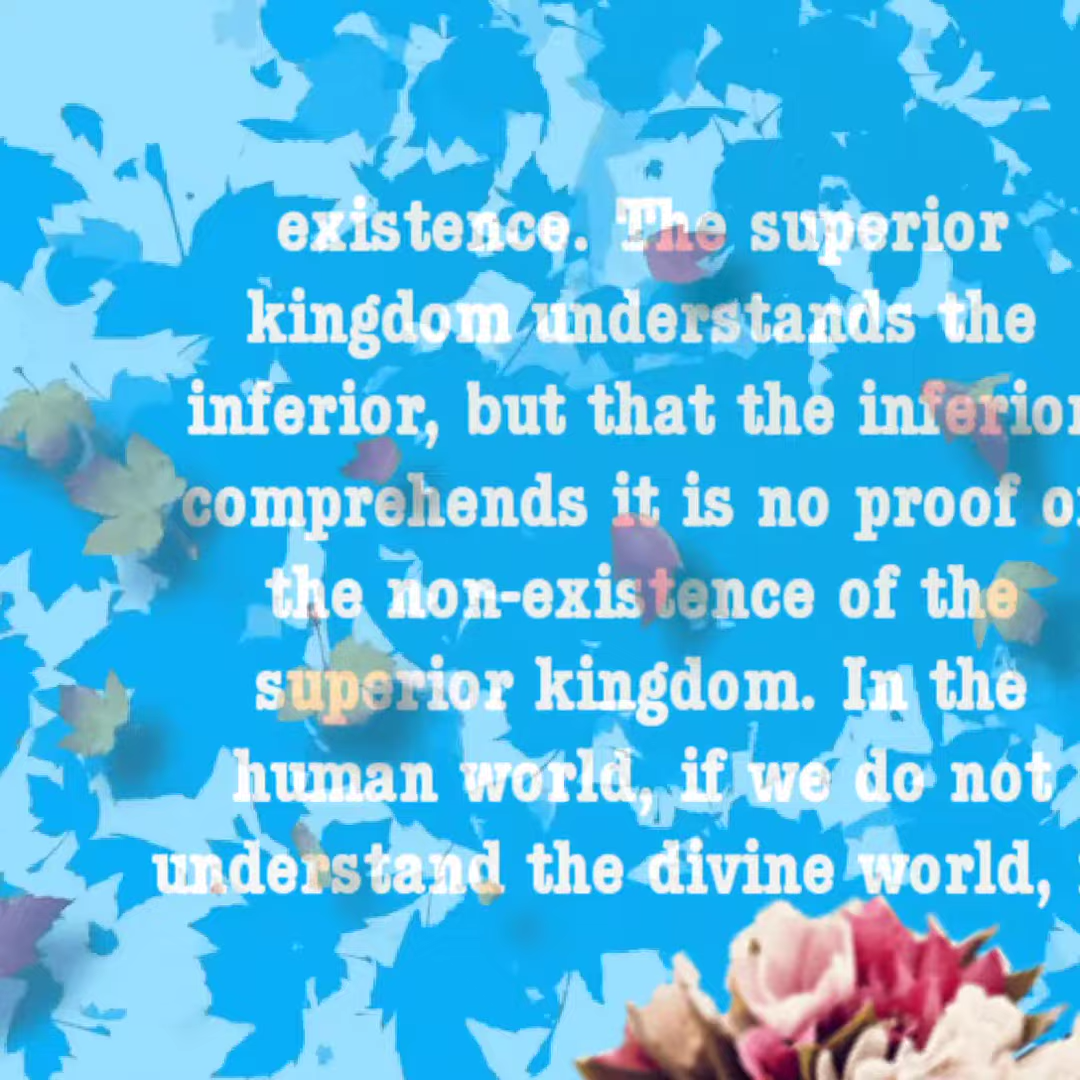 existence. The superior
kingdom understands the
inferior, but that the inferior
comprehends it is no proof
the non-existence of the
superior kingdom. In the
human world, if we do not
understand the divine world,